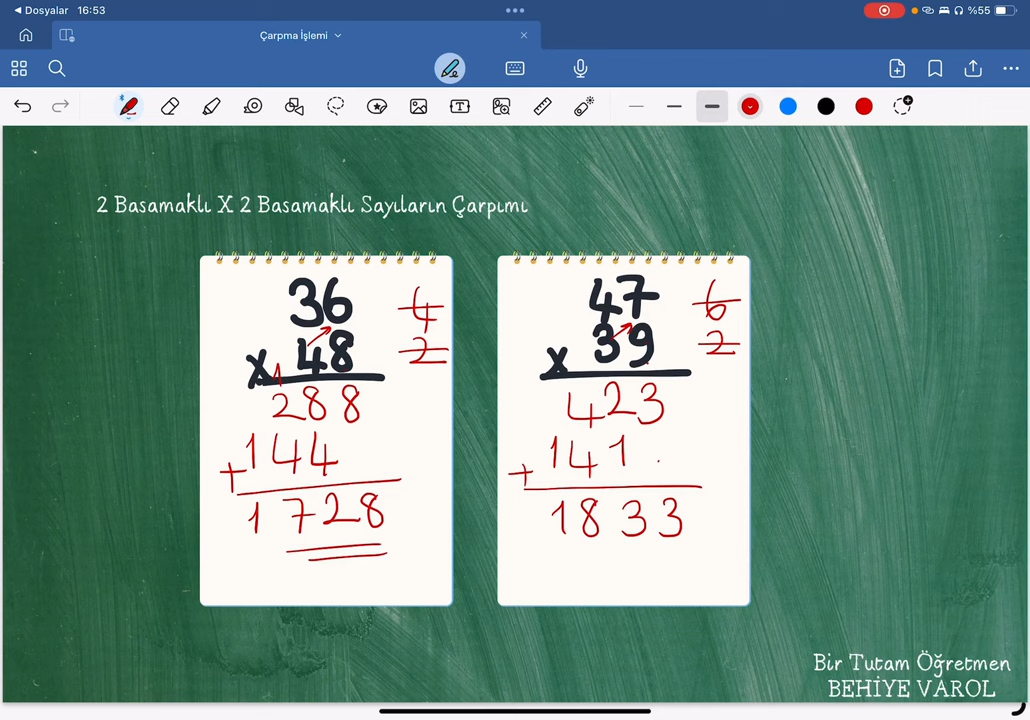 Dosyalar 16:53
%55
Çarpma İşlemi
2 Basamaklı X 2 Basamaklı Sayıların Çarpımı
36
4
x 48
2
1
288
+ 144
1728
47
6
x 39
2
423
+ 141 .
1833
Bir Tutam Öğretmen
BEHİYE VAROL